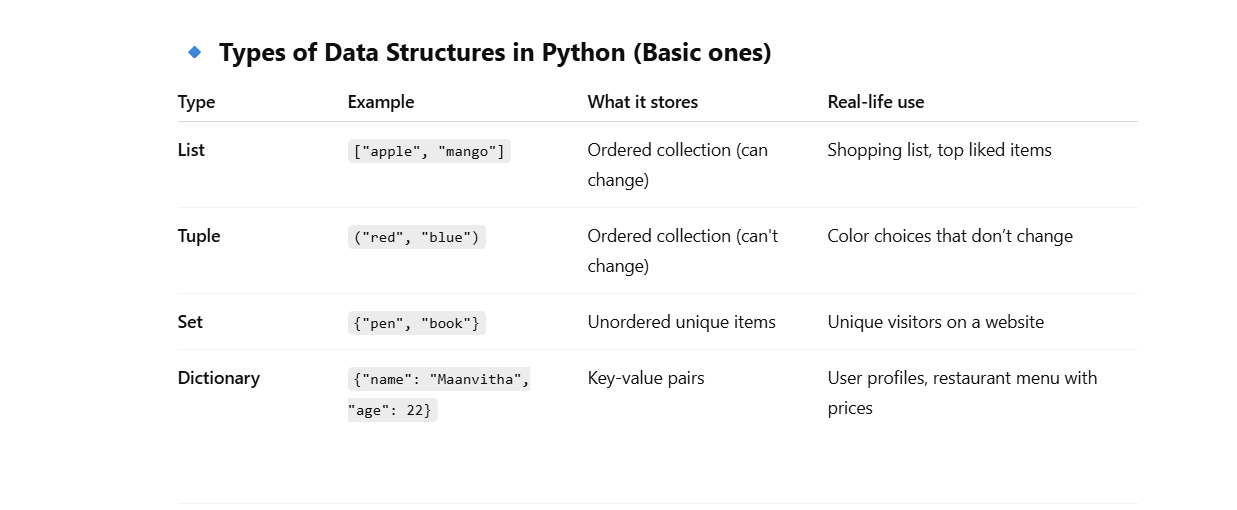 Types of Data Structures in Python (Basic ones)
Type Example What it stores Real-life use
List ["apple", "mango"] Ordered collection (can Shopping list, top liked items
change)
Tuple ("red", "blue") Ordered collection (can't Color choices that don’t change
change)
Set {"pen", "book"} Unordered unique items Unique visitors on a website
Dictionary {"name": "Maanvitha", Key-value pairs User profiles, restaurant menu with
"age": 22} prices